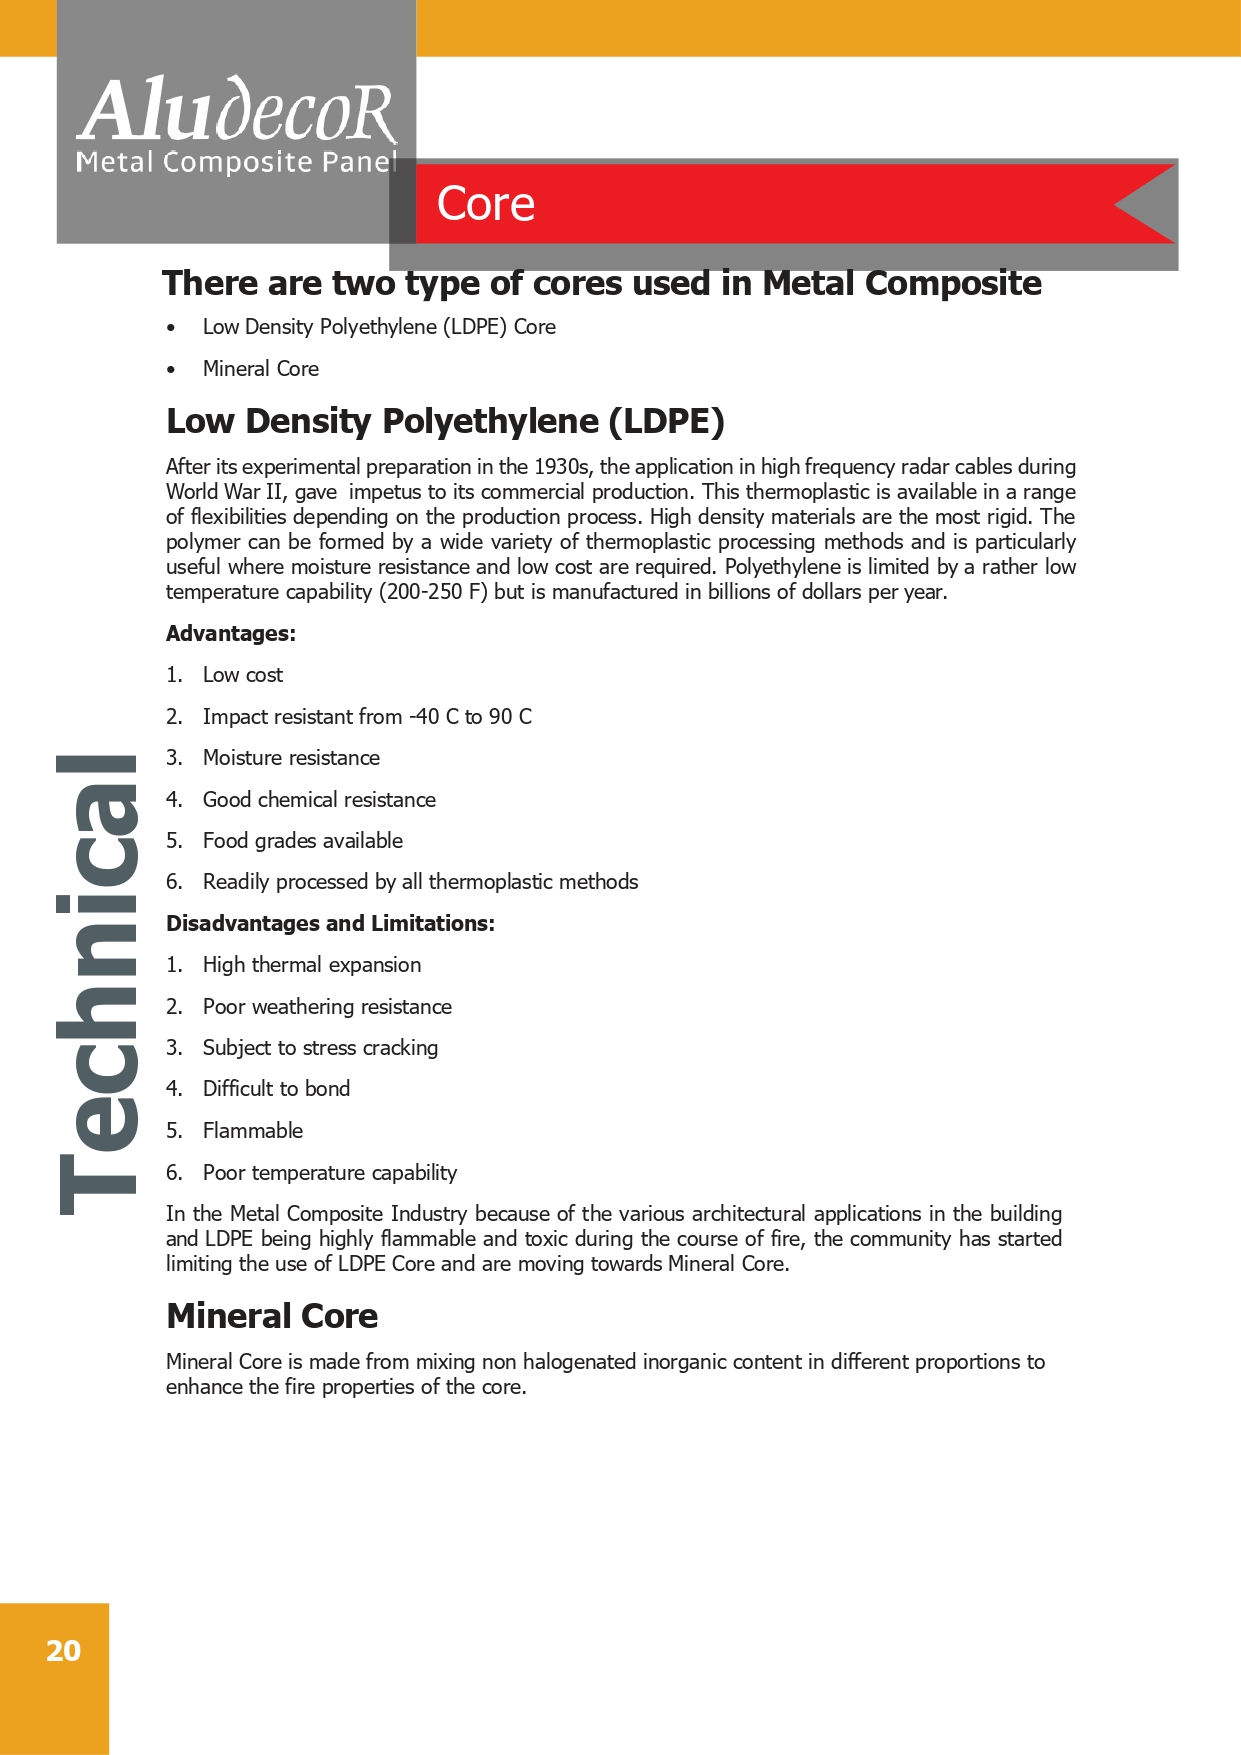 AludecoR
Metal Composite Panel
Core
There are two type of cores used in Metal Composite
• Low Density Polyethylene (LDPE) Core
• Mineral Core
Low Density Polyethylene (LDPE)
After its experimental preparation in the 1930s, the application in high frequency radar cables during
World War II, gave  impetus to its commercial production. This thermoplastic is available in a range
of flexibilities depending on the production process. High density materials are the most rigid. The
polymer can be formed by a wide variety of thermoplastic processing methods and is particularly
useful where moisture resistance and low cost are required. Polyethylene is limited by a rather low
temperature capability (200-250 F) but is manufactured in billions of dollars per year.
Advantages:
1. Low cost
2. Impact resistant from -40 C to 90 C
3. Moisture resistance
4. Good chemical resistance
5. Food grades available
6. Readily processed by all thermoplastic methods
Disadvantages and Limitations:
1. High thermal expansion
2. Poor weathering resistance
3. Subject to stress cracking
4. Difficult to bond
5. Flammable
6. Poor temperature capability
In the Metal Composite Industry because of the various architectural applications in the building
and LDPE being highly flammable and toxic during the course of fire, the community has started
limiting the use of LDPE Core and are moving towards Mineral Core.
Mineral Core
Mineral Core is made from mixing non halogenated inorganic content in different proportions to
enhance the fire properties of the core.
Technical
20